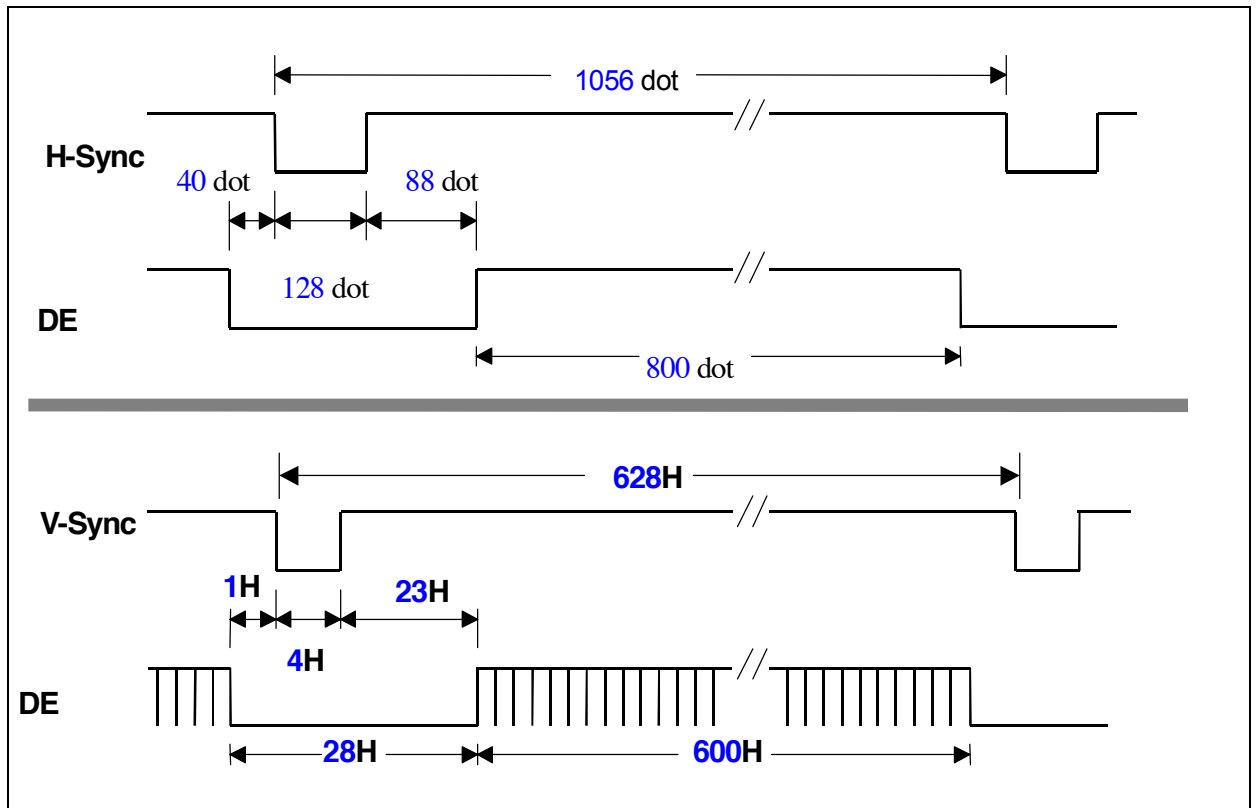 1056 dot
H-Sync
40 dot
88 dot
128 dot
DE
800 dot
628H
V-Sync
1H
23H
4H
DE
28H
600H